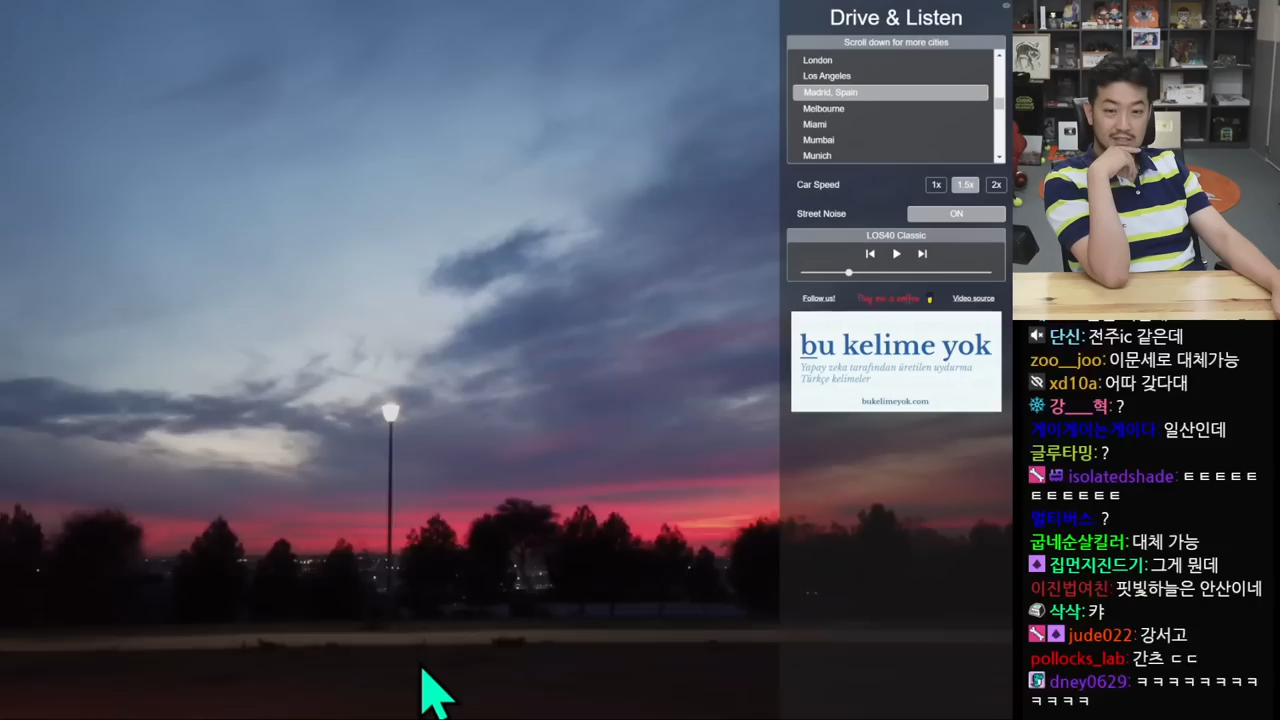 Drive & Listen
Scroll down for more cities
London
Los Angeles
Madrid, Spain
Melbourne
Miami
Mumbai
Munich
Car Speed 1x 1.5x 2x
Street Noise ON
LOS40 Classic
Follow us! Buy me a coffee Video source
bu kelime yok
Yapay zeka tarafından üretilen uydurma
Türkçe kelimeler
bukelimeyok.com
단신: 전주ic 같은데
zoo__joo: 이문세로 대체가능
xd10a: 어따 갖다대
강___혁: ?
게이게이는게이다: 일산인데
글루타밍: ?
isolatedshade: ㅌㅌㅌㅌㅌ
ㅌㅌㅌㅌㅌㅌ
멀티버스: ?
굽네순살킬러: 대체 가능
집먼지진드기: 그게 뭔데
이진법여친: 핏빛하늘은 안산이네
삭삭: 캬
jude022: 강서고
pollocks_lab: 간츠 ㄷㄷ
dney0629: ㅋㅋㅋㅋㅋㅋㅋㅋ
ㅋㅋㅋㅋ